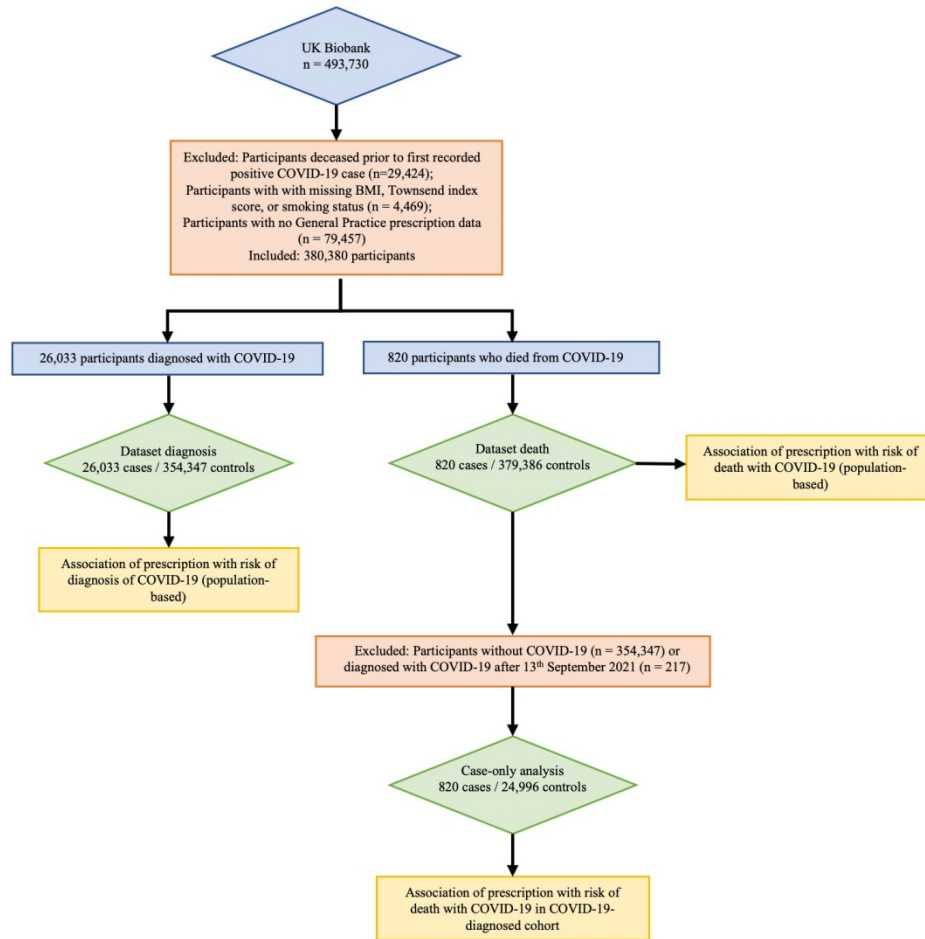 UK Biobank
n = 493,730
Excluded: Participants deceased prior to first recorded
positive COVID-19 case (n=29,424);
Participants with with missing BMI, Townsend index
score, or smoking status (n = 4,469);
Participants with no General Practice prescription data
(n = 79,457)
Included: 380,380 participants
26,033 participants diagnosed with COVID-19
820 participants who died from COVID-19
Dataset diagnosis
26,033 cases / 354,347 controls
Dataset death
820 cases / 379,386 controls
Association of prescription with risk of
death with COVID-19 (population-
based)
Association of prescription with risk of
diagnosis of COVID-19 (population-
based)
Excluded: Participants without COVID-19 (n = 354,347) or
diagnosed with COVID-19 after 13th September 2021 (n = 217)
Case-only analysis
820 cases / 24,996 controls
Association of prescription with risk of
death with COVID-19 in COVID-19-
diagnosed cohort